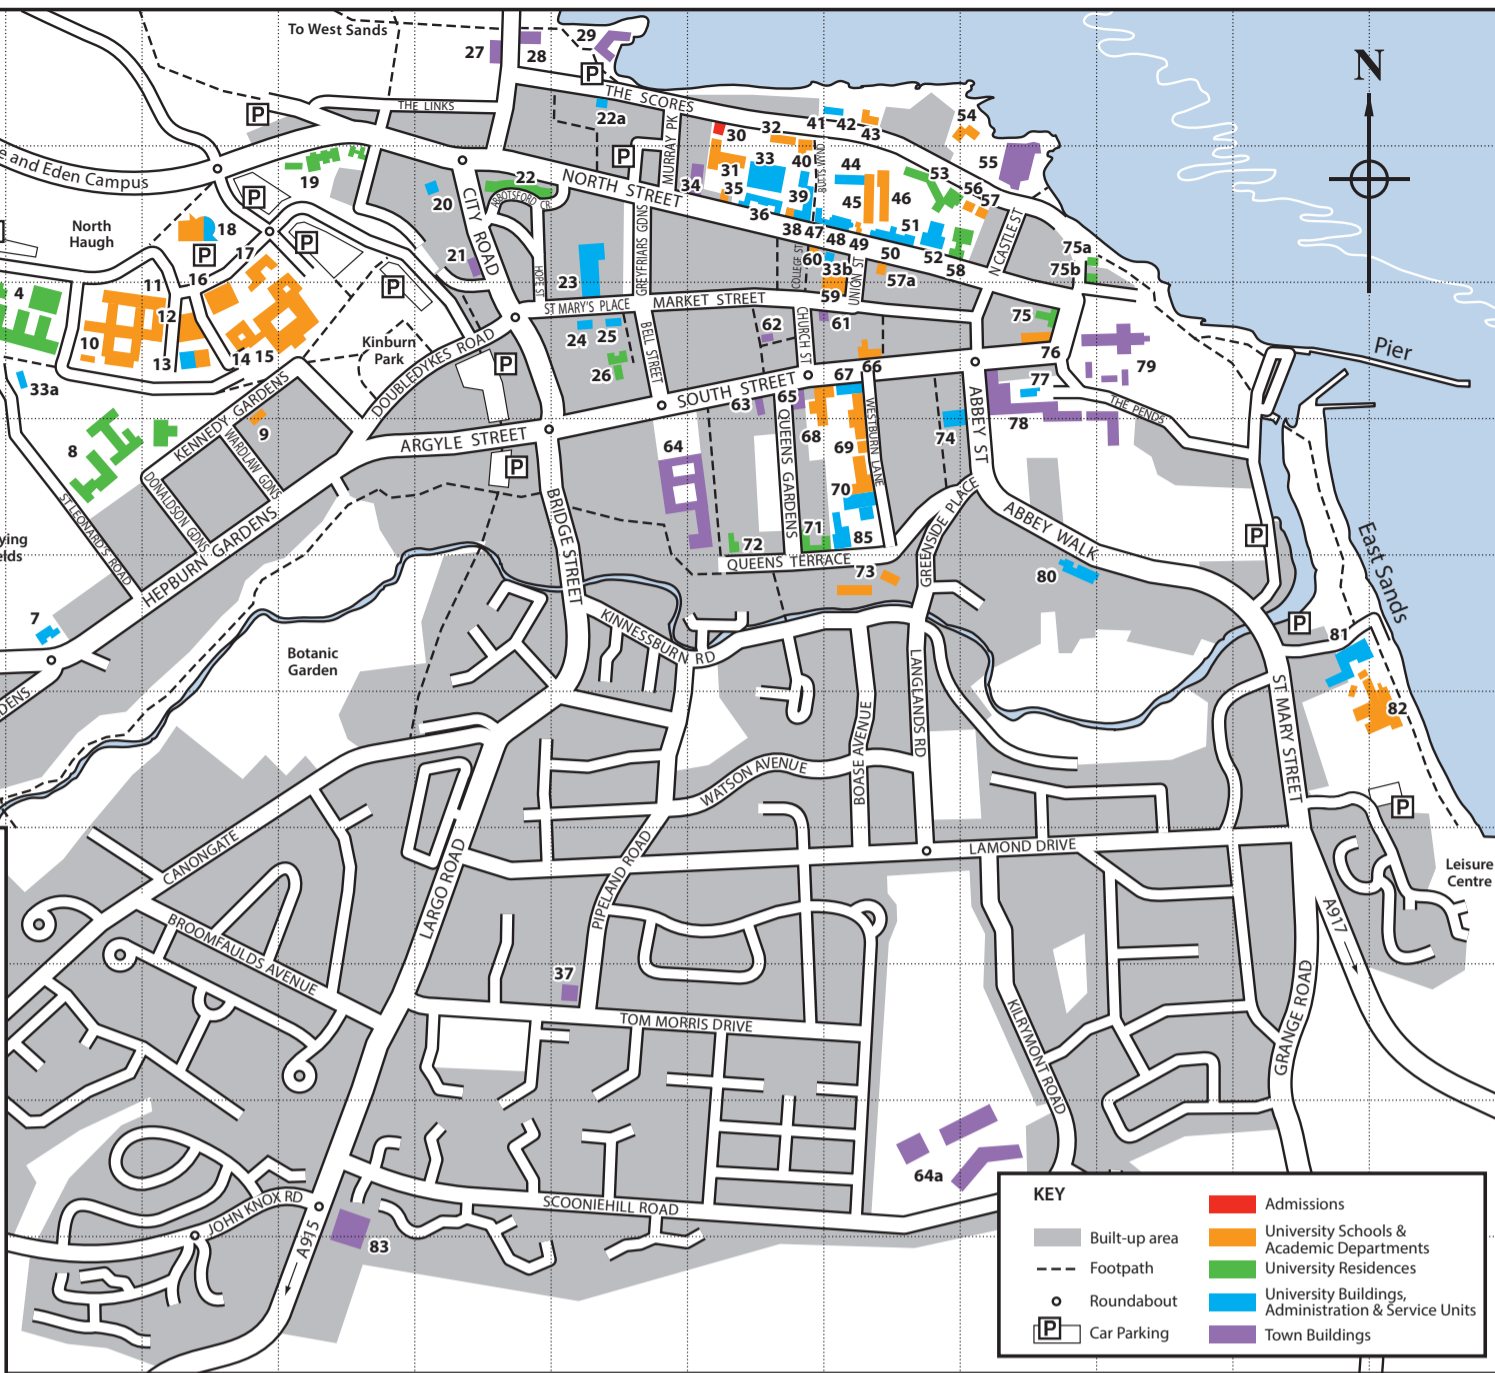 To West Sands
27
28
29
P
THE SCORES
THE LINKS
P
22a
MURRAY PK
30
32
41
42
43
54
N
e and Eden Campus
19
P
P
20
22
ABBOTSFORD CR
NORTH STREET
34
31
35
33
40
BUTTS WYND
44
39
36
45
46
53
55
56
57
51
North
Haugh
18
P
P
17
CITY ROAD
21
HOPE ST
23
GREYFRIARS GDNS
38
47
48
49
50
52
58
N CASTLE ST
75a
75b
COLLEGE ST
60
33b
UNION ST
57a
59
4
11
16
12
10
13
14
15
P
Kinburn
Park
ST MARY'S PLACE
MARKET STREET
24
25
26
BELL STREET
62
CHURCH ST
61
75
76
79
Pier
33a
DOUBLEDYKES ROAD
P
66
67
SOUTH STREET
63
65
77
78
THE PENDS
KENNEDY GARDENS
9
WARDLAW GDNS
8
DONALDSON GDNS
ARGYLE STREET
P
64
QUEENS GARDENS
68
69
WESTBURN LANE
74
ABBEY ST
70
ST LEONARD'S ROAD
HEPBURN GARDENS
BRIDGE STREET
72
71
85
QUEENS TERRACE
GREENSIDE PLACE
ABBEY WALK
P
East Sands
ying
elds
73
80
7
KINNESSBURN RD
P
81
Botanic
Garden
DENS
LANGLANDS RD
ST MARY STREET
82
BOASE AVENUE
WATSON AVENUE
P
CANONGATE
LARGO ROAD
PIPELAND ROAD
LAMOND DRIVE
Leisure
Centre
BROOMFAULDS AVENUE
A917
37
TOM MORRIS DRIVE
KILRYMONT ROAD
GRANGE ROAD
64a
JOHN KNOX RD
A915
83
SCOONIEHILL ROAD
KEY
Built-up area
Footpath
Roundabout
P Car Parking
Admissions
University Schools &
Academic Departments
University Residences
University Buildings,
Administration & Service Units
Town Buildings